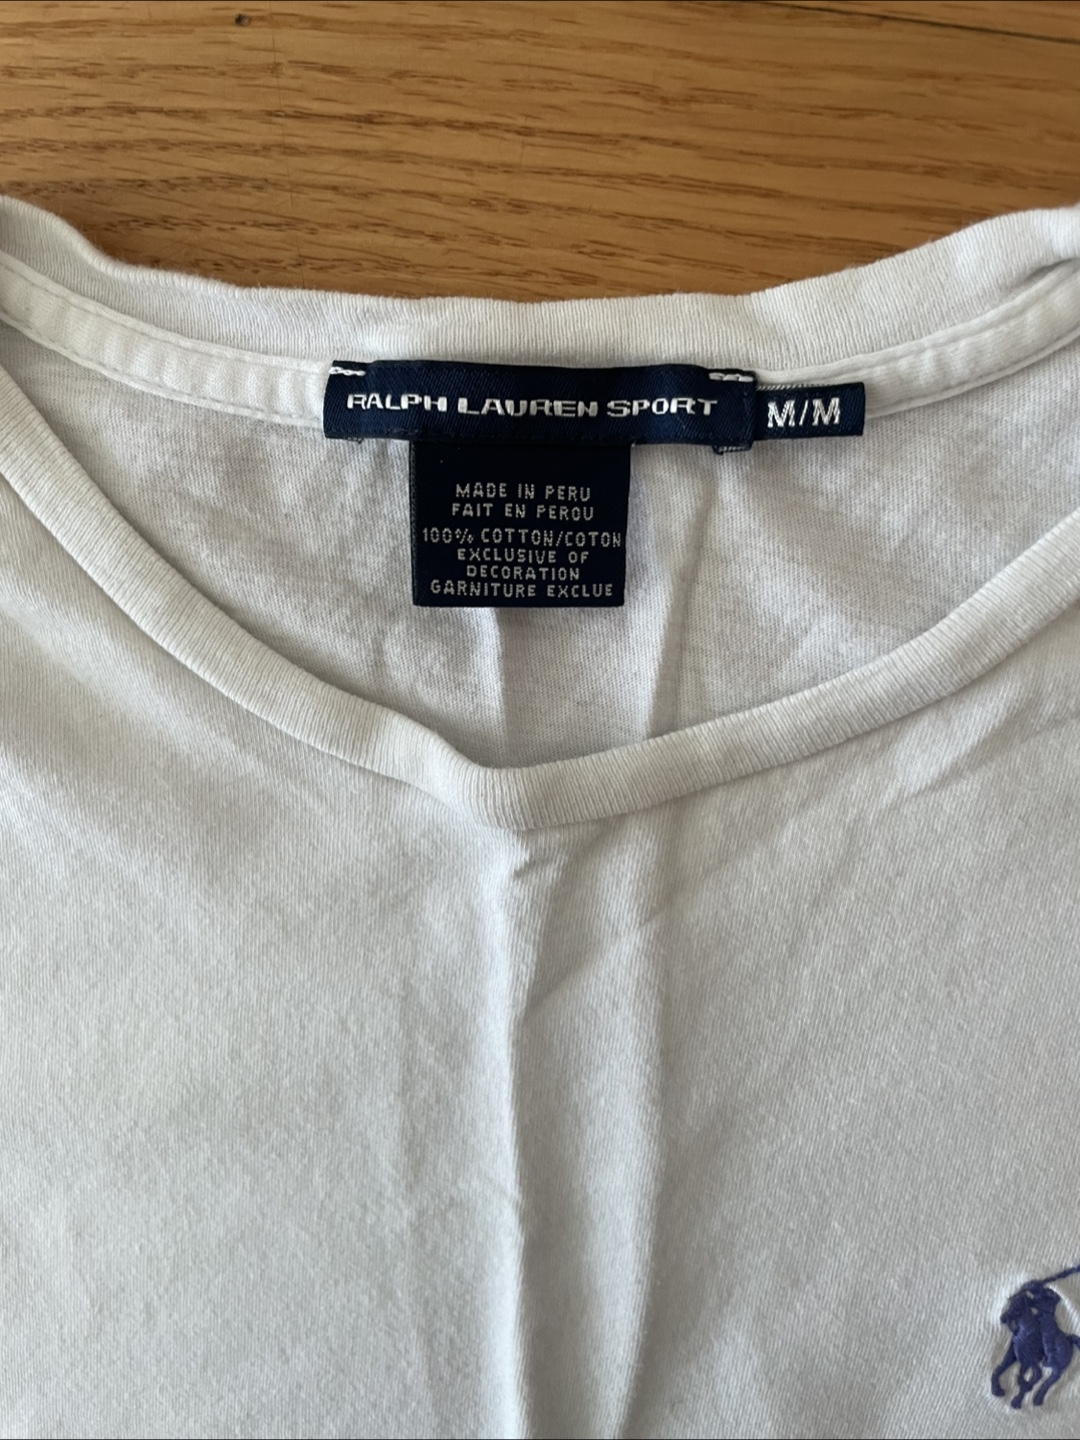 RALPH LAUREN SPORT
M/M
MADE IN PERU
FAIT EN PEROU
100% COTTON/COTON
EXCLUSIVE OF
DECORATION
GARNITURE EXCLUE